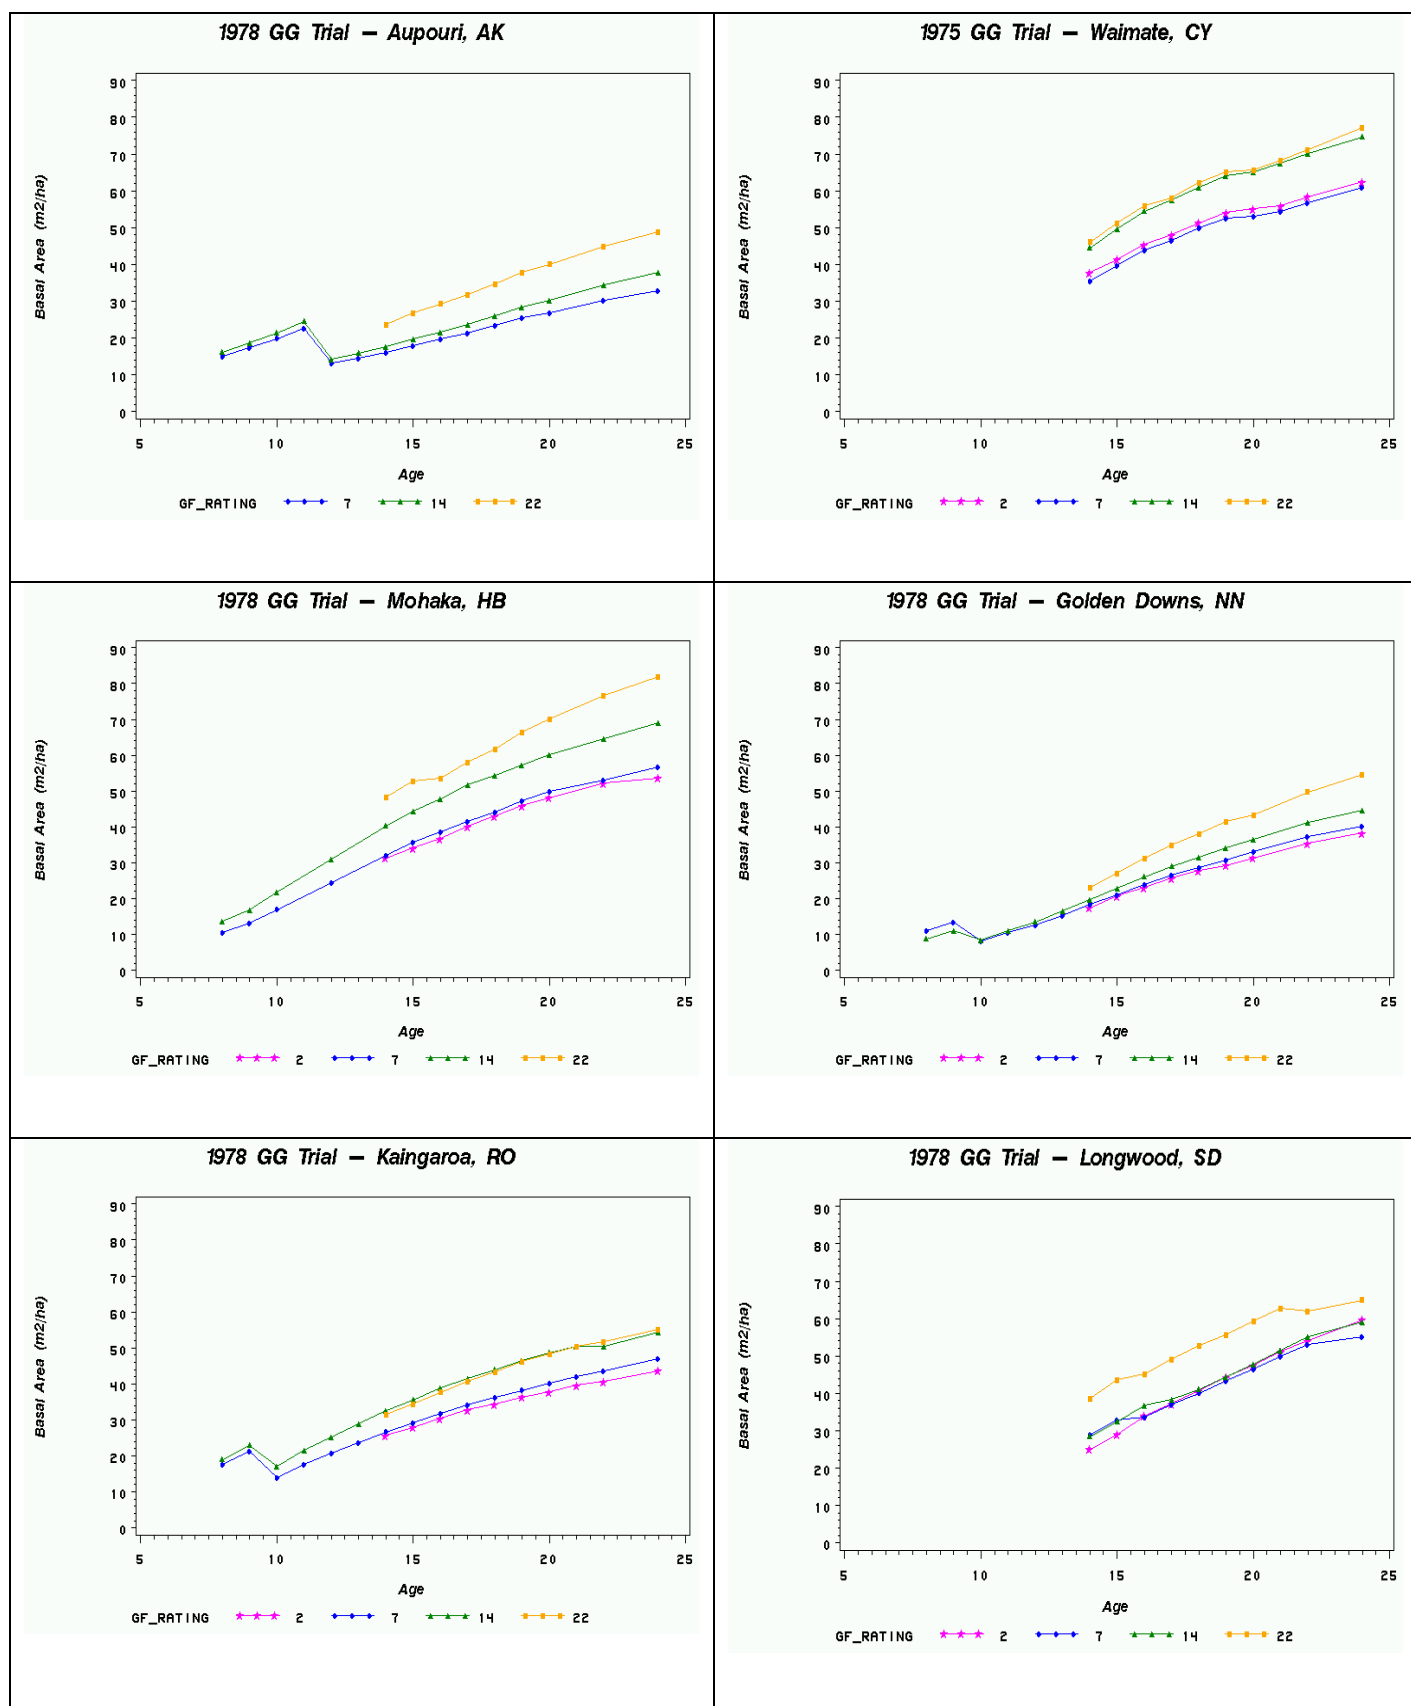 1978 GG Trial – Aupouri, AK
90
80
70
60
50
40
30
20
10
0
Basal Area (m2/ha)
5 10 15 20 25
Age
GF_RATING 7 14 22
1975 GG Trial – Waimate, CY
90
80
70
60
50
40
30
20
10
0
Basal Area (m2/ha)
5 10 15 20 25
Age
GF_RATING 2 7 14 22
1978 GG Trial – Mohaka, HB
90
80
70
60
50
40
30
20
10
0
Basal Area (m2/ha)
5 10 15 20 25
Age
GF_RATING 2 7 14 22
1978 GG Trial – Golden Downs, NN
90
80
70
60
50
40
30
20
10
0
Basal Area (m2/ha)
5 10 15 20 25
Age
GF_RATING 2 7 14 22
1978 GG Trial – Kaingaroa, RO
90
80
70
60
50
40
30
20
10
0
Basal Area (m2/ha)
5 10 15 20 25
Age
GF_RATING 2 7 14 22
1978 GG Trial – Longwood, SD
90
80
70
60
50
40
30
20
10
0
Basal Area (m2/ha)
5 10 15 20 25
Age
GF_RATING 2 7 14 22